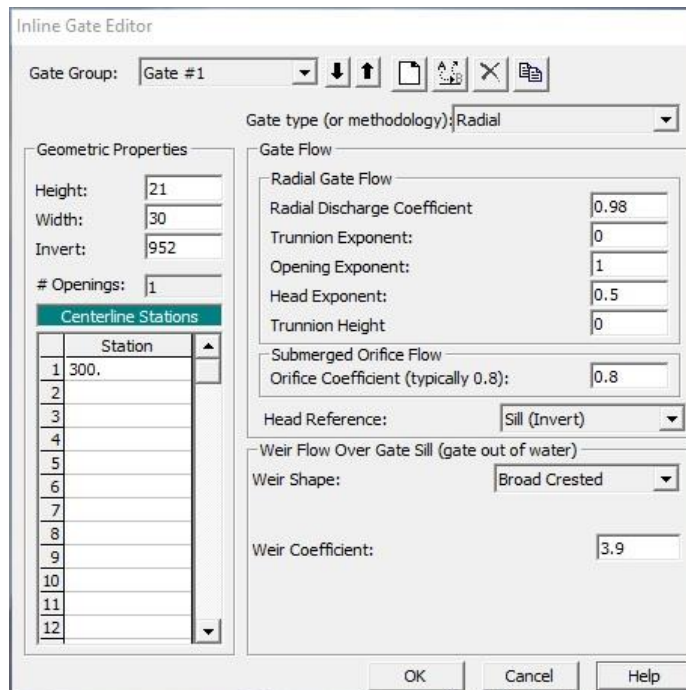 Inline Gate Editor
Gate Group: Gate #1
Gate type (or methodology): Radial
Geometric Properties
Height: 21
Width: 30
Invert: 952
# Openings: 1
Centerline Stations
Station
1 300.
2
3
4
5
6
7
8
9
10
11
12
Gate Flow
Radial Gate Flow
Radial Discharge Coefficient 0.98
Trunnion Exponent: 0
Opening Exponent: 1
Head Exponent: 0.5
Trunnion Height 0
Submerged Orifice Flow
Orifice Coefficient (typically 0.8): 0.8
Head Reference: Sill (Invert)
Weir Flow Over Gate Sill (gate out of water)
Weir Shape: Broad Crested
Weir Coefficient: 3.9
OK Cancel Help